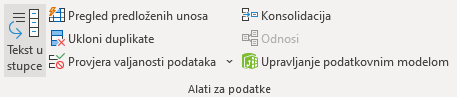 Tekst u
stupce
Pregled predloženih unosa
Ukloni duplikate
Provjera valjanosti podataka
Konsolidacija
Odnosi
Upravljanje podatkovnim modelom
Alati za podatke